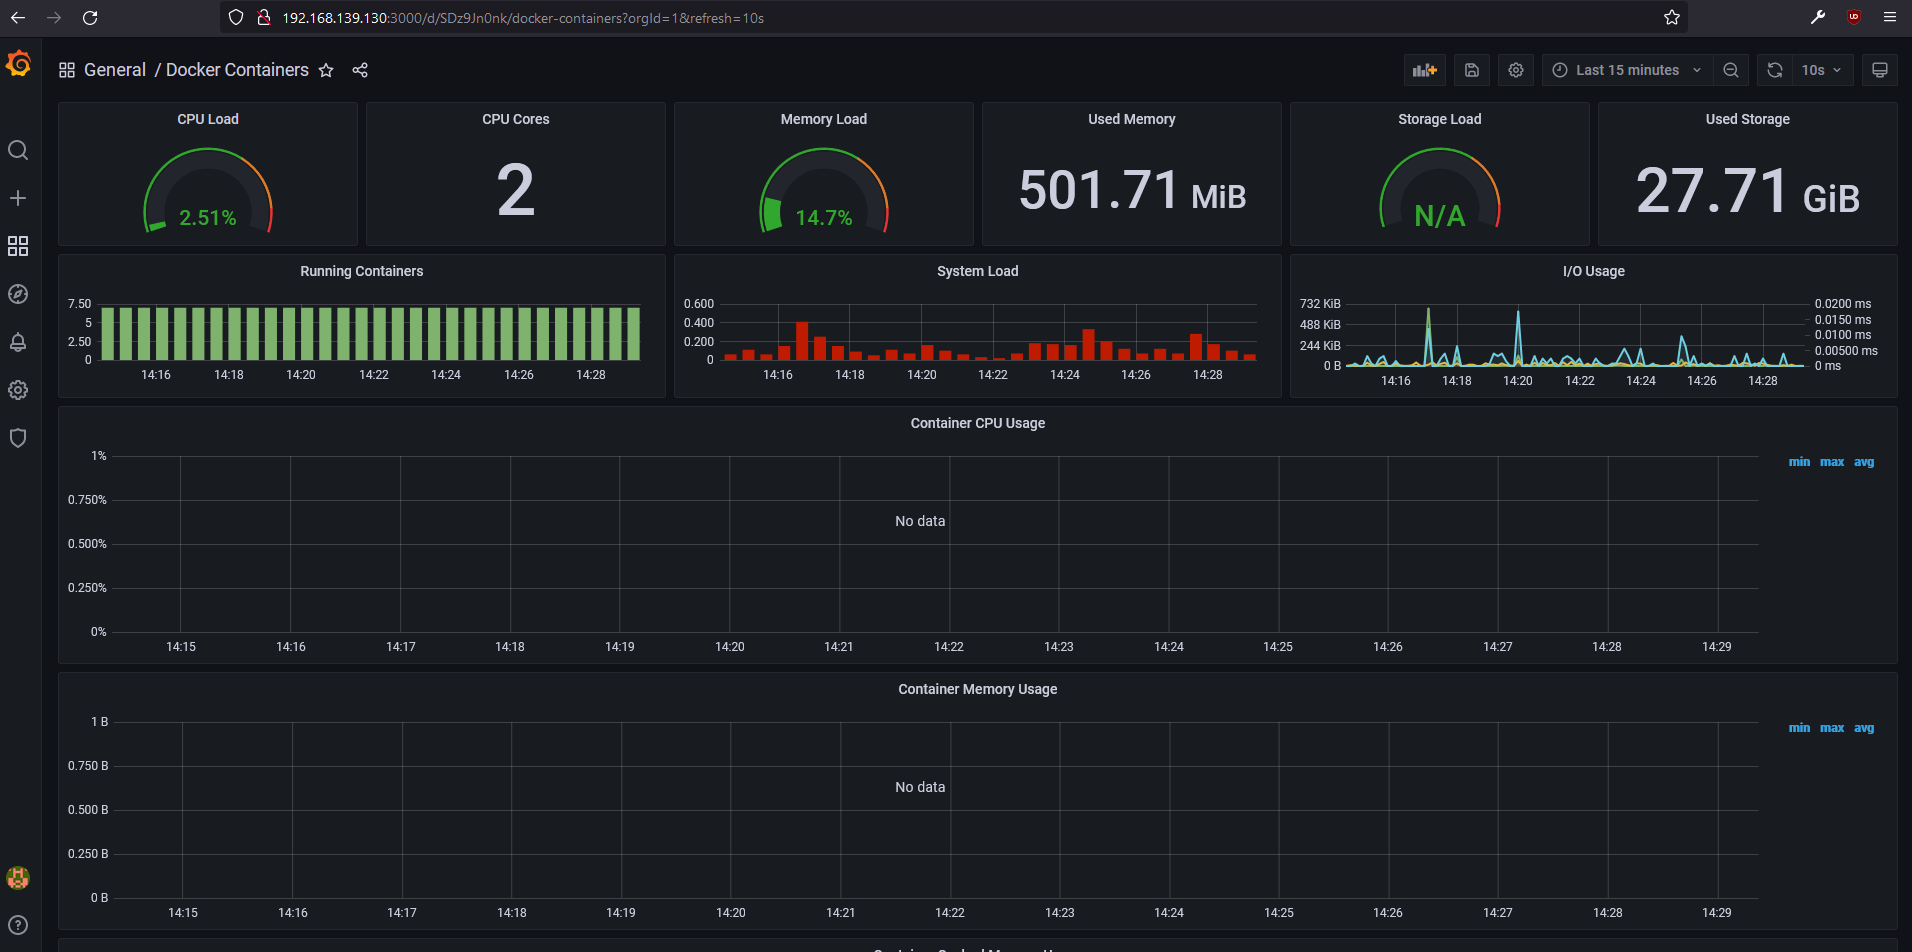 192.168.139.130:3000/d/SDz9Jn0nk/docker-containers?orgId=1&refresh=10s
General / Docker Containers
Last 15 minutes
10s
CPU Load
2.51%
CPU Cores
2
Memory Load
14.7%
Used Memory
501.71 MiB
Storage Load
N/A
Used Storage
27.71 GiB
Running Containers
7.50
5
2.50
0
14:16 14:18 14:20 14:22 14:24 14:26 14:28
System Load
0.600
0.400
0.200
0
14:16 14:18 14:20 14:22 14:24 14:26 14:28
I/O Usage
732 KiB
488 KiB
244 KiB
0 B
0.0200 ms
0.0150 ms
0.0100 ms
0.00500 ms
0 ms
14:16 14:18 14:20 14:22 14:24 14:26 14:28
Container CPU Usage
1%
0.750%
0.500%
0.250%
0%
No data
min max avg
14:15 14:16 14:17 14:18 14:19 14:20 14:21 14:22 14:23 14:24 14:25 14:26 14:27 14:28 14:29
Container Memory Usage
1 B
0.750 B
0.500 B
0.250 B
0 B
No data
min max avg
14:15 14:16 14:17 14:18 14:19 14:20 14:21 14:22 14:23 14:24 14:25 14:26 14:27 14:28 14:29